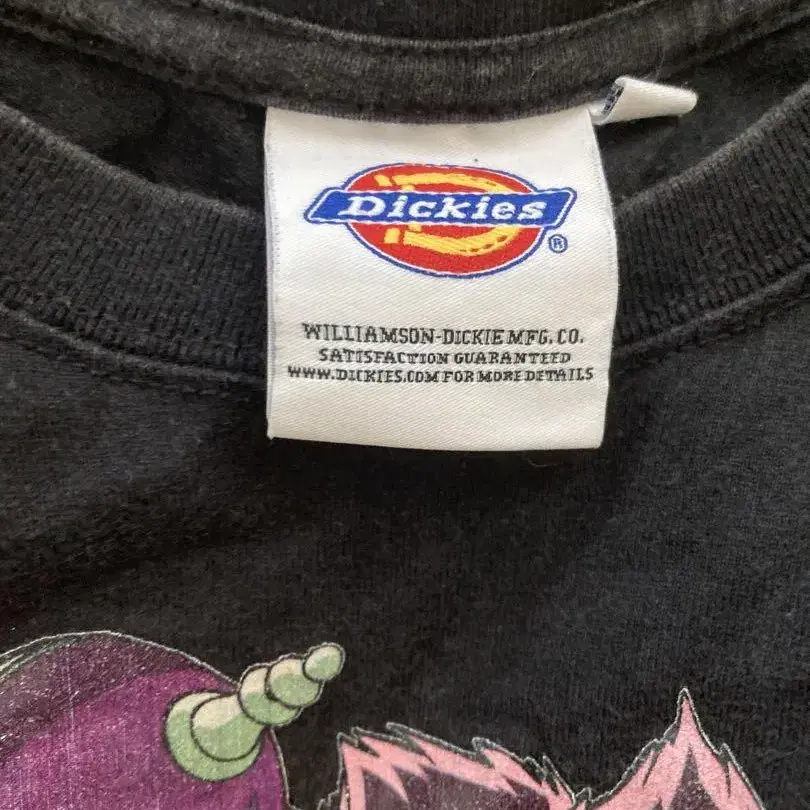 Dickies
®
WILLIAMSON-DICKIE MFG. CO.
SATISFACTION GUARANTEED
WWW.DICKIES.COM FOR MORE DETAILS